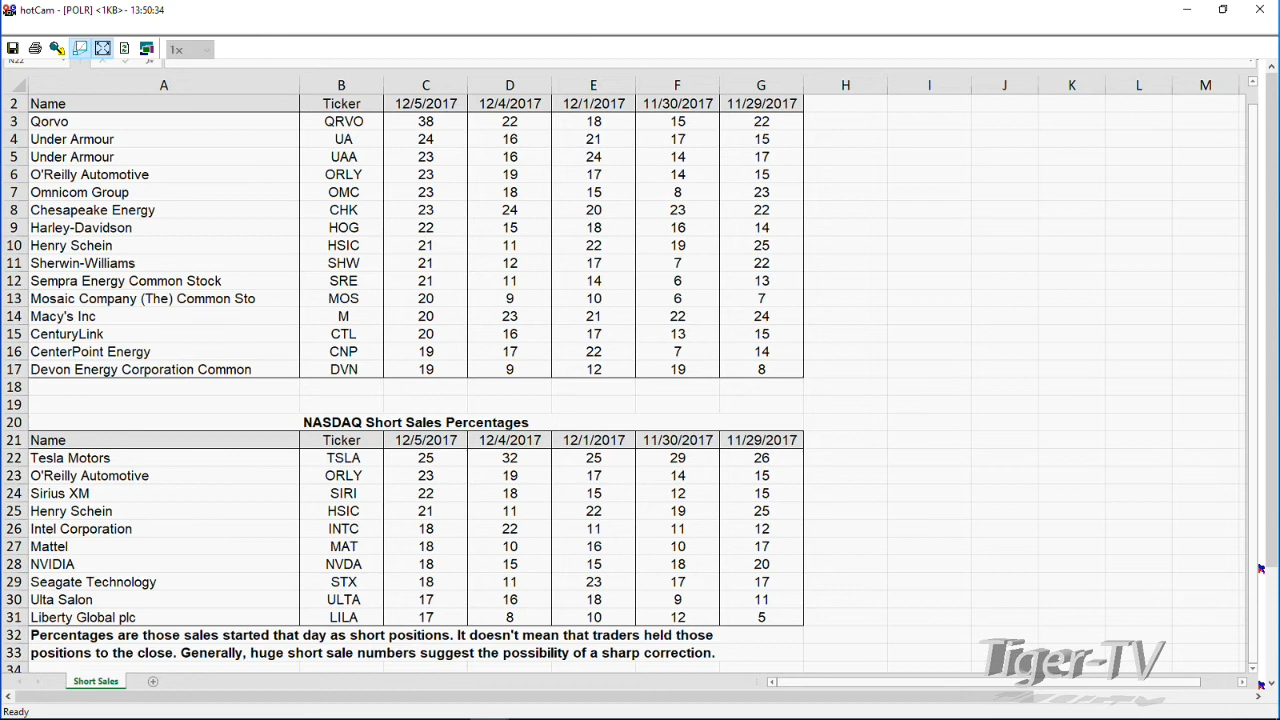 hotCam - [POLR] <1KB> - 13:50:34
1x
N22
A B C D E F G H I J K L M
2 Name Ticker 12/5/2017 12/4/2017 12/1/2017 11/30/2017 11/29/2017
3 Qorvo QRVO 38 22 18 15 22
4 Under Armour UA 24 16 21 17 15
5 Under Armour UAA 23 16 24 14 17
6 O'Reilly Automotive ORLY 23 19 17 14 15
7 Omnicom Group OMC 23 18 15 8 23
8 Chesapeake Energy CHK 23 24 20 23 22
9 Harley-Davidson HOG 22 15 18 16 14
10 Henry Schein HSIC 21 11 22 19 25
11 Sherwin-Williams SHW 21 12 17 7 22
12 Sempra Energy Common Stock SRE 21 11 14 6 13
13 Mosaic Company (The) Common Sto MOS 20 9 10 6 7
14 Macy's Inc M 20 23 21 22 24
15 CenturyLink CTL 20 16 17 13 15
16 CenterPoint Energy CNP 19 17 22 7 14
17 Devon Energy Corporation Common DVN 19 9 12 19 8
18
19
20 NASDAQ Short Sales Percentages
21 Name Ticker 12/5/2017 12/4/2017 12/1/2017 11/30/2017 11/29/2017
22 Tesla Motors TSLA 25 32 25 29 26
23 O'Reilly Automotive ORLY 23 19 17 14 15
24 Sirius XM SIRI 22 18 15 12 15
25 Henry Schein HSIC 21 11 22 19 25
26 Intel Corporation INTC 18 22 11 11 12
27 Mattel MAT 18 10 16 10 17
28 NVIDIA NVDA 18 15 15 18 20
29 Seagate Technology STX 18 11 23 17 17
30 Ulta Salon ULTA 17 16 18 9 11
31 Liberty Global plc LILA 17 8 10 12 5
32 Percentages are those sales started that day as short positions. It doesn't mean that traders held those
33 positions to the close. Generally, huge short sale numbers suggest the possibility of a sharp correction.
34
Tiger-TV
Short Sales
Ready